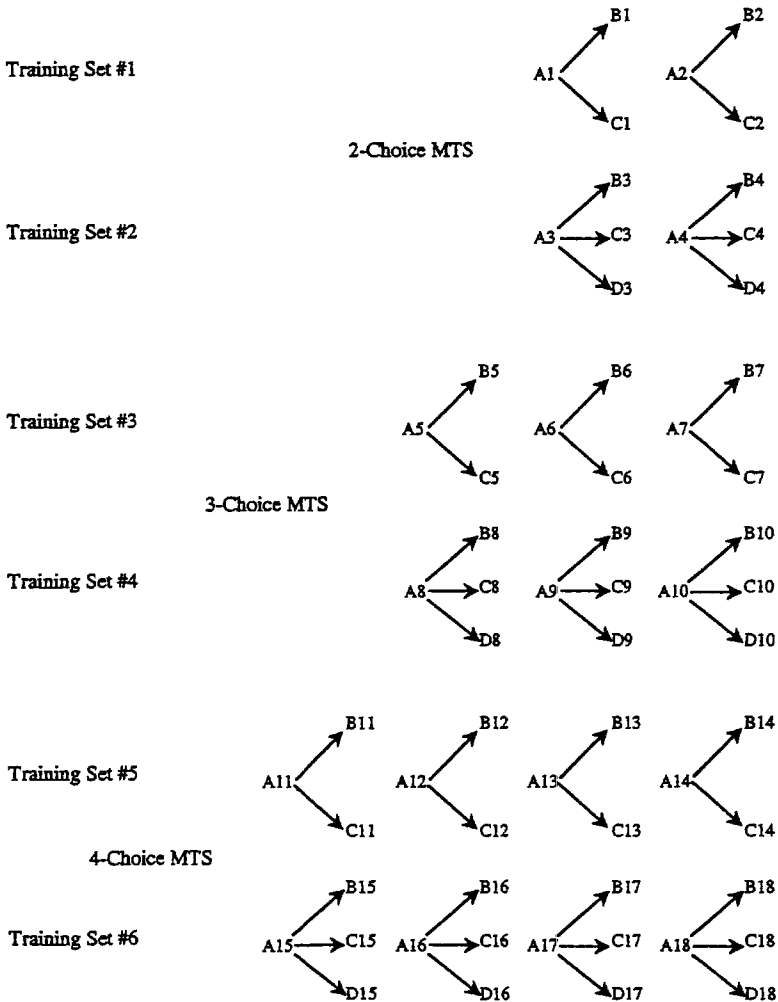 B1 B2
Training Set #1 A1 A2
C1 C2
2-Choice MTS
B3 B4
Training Set #2 A3 C3 A4 C4
D3 D4
B5 B6 B7
Training Set #3 A5 A6 A7
C5 C6 C7
3-Choice MTS
B8 B9 B10
Training Set #4 A8 C8 A9 C9 A10 C10
D8 D9 D10
B11 B12 B13 B14
Training Set #5 A11 A12 A13 A14
C11 C12 C13 C14
4-Choice MTS
B15 B16 B17 B18
Training Set #6 A15 C15 A16 C16 A17 C17 A18 C18
D15 D16 D17 D18